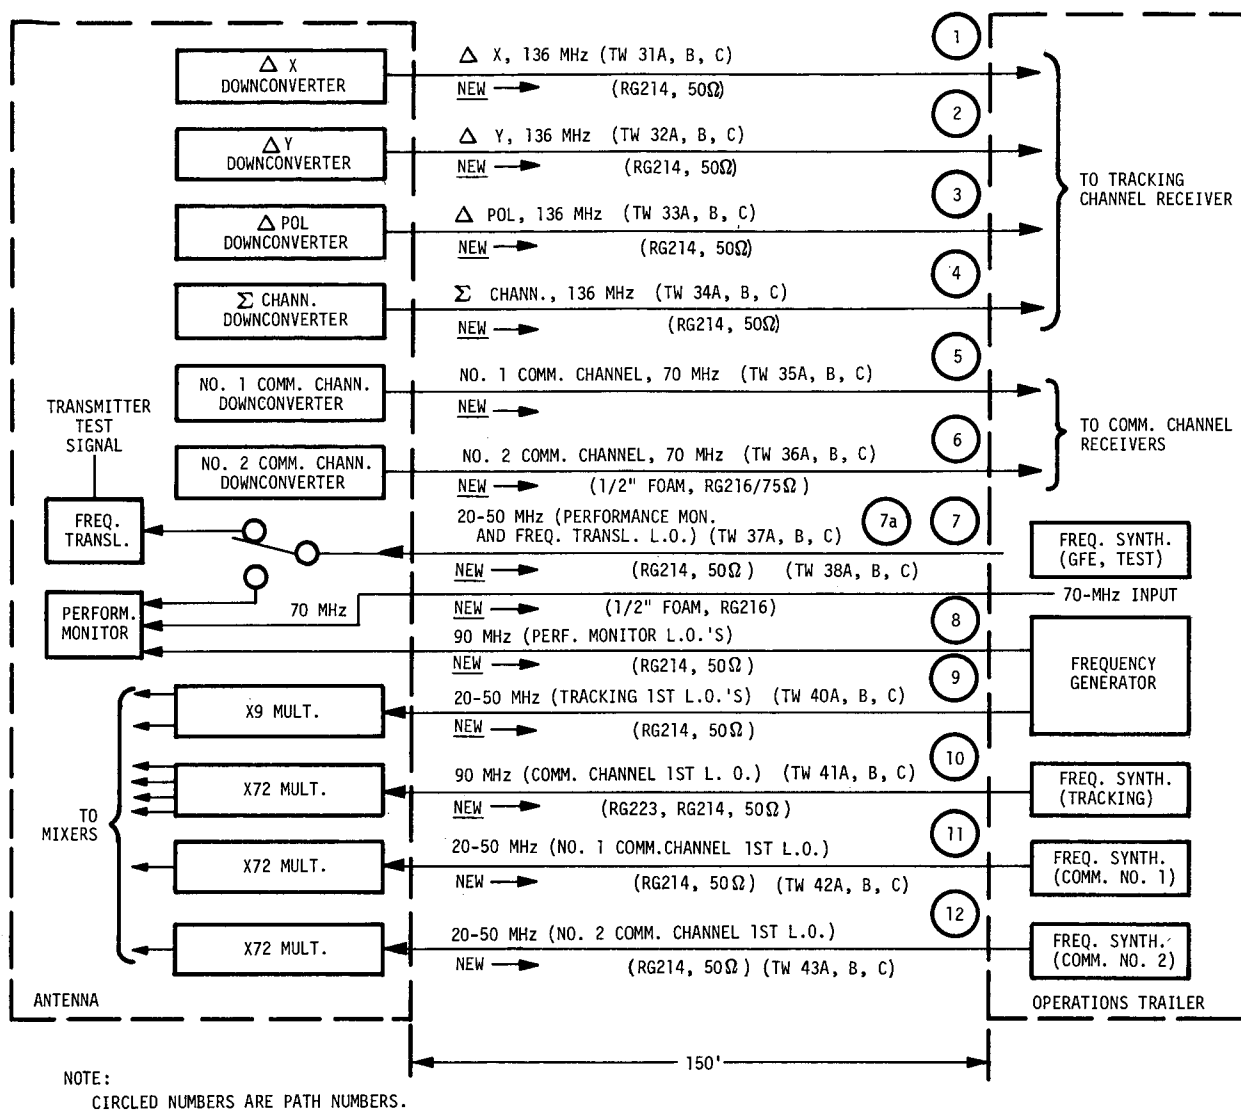 1
Δ X
DOWNCONVERTER
Δ X, 136 MHz (TW 31A, B, C)
NEW (RG214, 50Ω)
2
Δ Y
DOWNCONVERTER
Δ Y, 136 MHz (TW 32A, B, C)
NEW (RG214, 50Ω)
TO TRACKING
CHANNEL RECEIVER
3
Δ POL
DOWNCONVERTER
Δ POL, 136 MHz (TW 33A, B, C)
NEW (RG214, 50Ω)
4
Σ CHANN.
DOWNCONVERTER
Σ CHANN., 136 MHz (TW 34A, B, C)
NEW (RG214, 50Ω)
5
NO. 1 COMM. CHANN.
DOWNCONVERTER
NO. 1 COMM. CHANNEL, 70 MHz (TW 35A, B, C)
NEW
TO COMM. CHANNEL
RECEIVERS
6
NO. 2 COMM. CHANN.
DOWNCONVERTER
NO. 2 COMM. CHANNEL, 70 MHz (TW 36A, B, C)
NEW (1/2" FOAM, RG216/75Ω)
TRANSMITTER
TEST
SIGNAL
FREQ.
TRANSL.
7a
7
20-50 MHz (PERFORMANCE MON.
AND FREQ. TRANSL. L.O.) (TW 37A, B, C)
NEW (RG214, 50Ω) (TW 38A, B, C)
FREQ. SYNTH.
(GFE, TEST)
PERFORM.
MONITOR
70 MHz
NEW (1/2" FOAM, RG216)
70-MHz INPUT
8
90 MHz (PERF. MONITOR L.O.'S)
NEW (RG214, 50Ω)
FREQUENCY
GENERATOR
9
X9 MULT.
20-50 MHz (TRACKING 1ST L.O.'S) (TW 40A, B, C)
NEW (RG214, 50Ω)
10
X72 MULT.
90 MHz (COMM. CHANNEL 1ST L. O.) (TW 41A, B, C)
NEW (RG223, RG214, 50Ω)
FREQ. SYNTH.
(TRACKING)
TO
MIXERS
11
X72 MULT.
20-50 MHz (NO. 1 COMM.CHANNEL 1ST L.O.)
NEW (RG214, 50Ω) (TW 42A, B, C)
FREQ. SYNTH.
(COMM. NO. 1)
12
X72 MULT.
20-50 MHz (NO. 2 COMM. CHANNEL 1ST L.O.)
NEW (RG214, 50Ω) (TW 43A, B, C)
FREQ. SYNTH.
(COMM. NO. 2)
ANTENNA
OPERATIONS TRAILER
150'
NOTE:
CIRCLED NUMBERS ARE PATH NUMBERS.